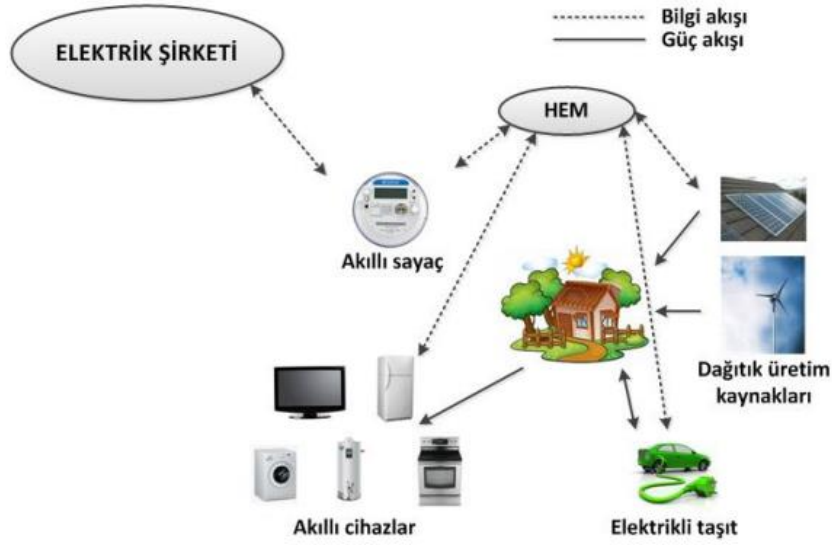 Bilgi akışı
Güç akışı
ELEKTRİK ŞİRKETİ
HEM
Akıllı sayaç
Dağıtık üretim
kaynakları
Akıllı cihazlar
Elektrikli taşıt